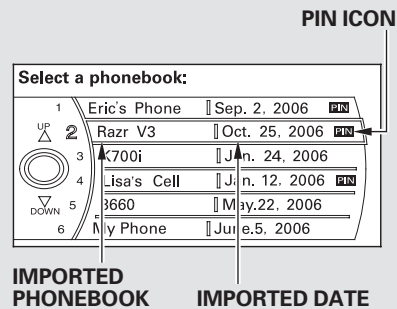 PIN ICON
Select a phonebook:
1 Eric's Phone Sep. 2, 2006 PIN
UP 2 Razr V3 Oct. 25, 2006 PIN
3 K700i Jan. 24, 2006
4 Lisa's Cell Jan. 12, 2006 PIN
DOWN 5 3660 May.22, 2006
6 My Phone June.5, 2006
IMPORTED PHONEBOOK
IMPORTED DATE